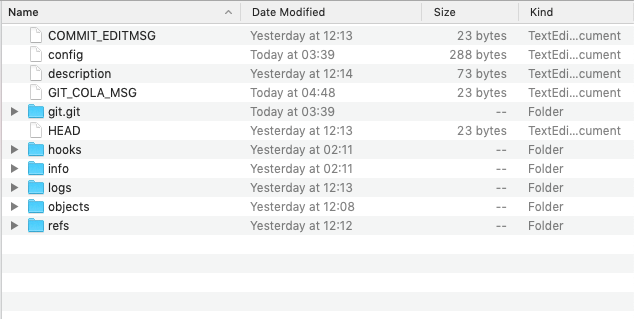 Name Date Modified Size Kind
COMMIT_EDITMSG Yesterday at 12:13 23 bytes TextEdi...cument
config Today at 03:39 288 bytes TextEdi...cument
description Yesterday at 12:14 73 bytes TextEdi...cument
GIT_COLA_MSG Today at 04:48 23 bytes TextEdi...cument
git.git Today at 03:39 -- Folder
HEAD Yesterday at 12:13 23 bytes TextEdi...cument
hooks Yesterday at 02:11 -- Folder
info Yesterday at 02:11 -- Folder
logs Yesterday at 12:13 -- Folder
objects Yesterday at 12:08 -- Folder
refs Yesterday at 12:12 -- Folder